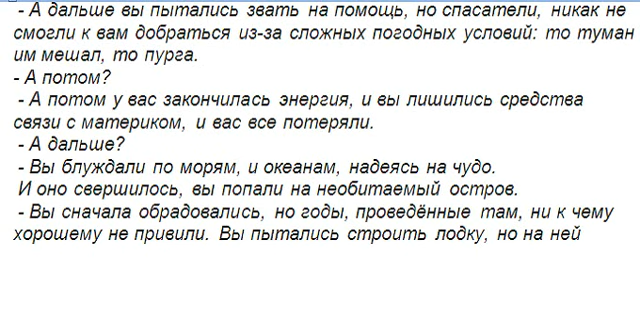 - А дальше вы пытались звать на помощь, но спасатели, никак не
смогли к вам добраться из-за сложных погодных условий: то туман
им мешал, то пурга.
- А потом?
- А потом у вас закончилась энергия, и вы лишились средства
связи с материком, и вас все потеряли.
- А дальше?
- Вы блуждали по морям, и океанам, надеясь на чудо.
И оно свершилось, вы попали на необитаемый остров.
- Вы сначала обрадовались, но годы, проведённые там, ни к чему
хорошему не привили. Вы пытались строить лодку, но на ней